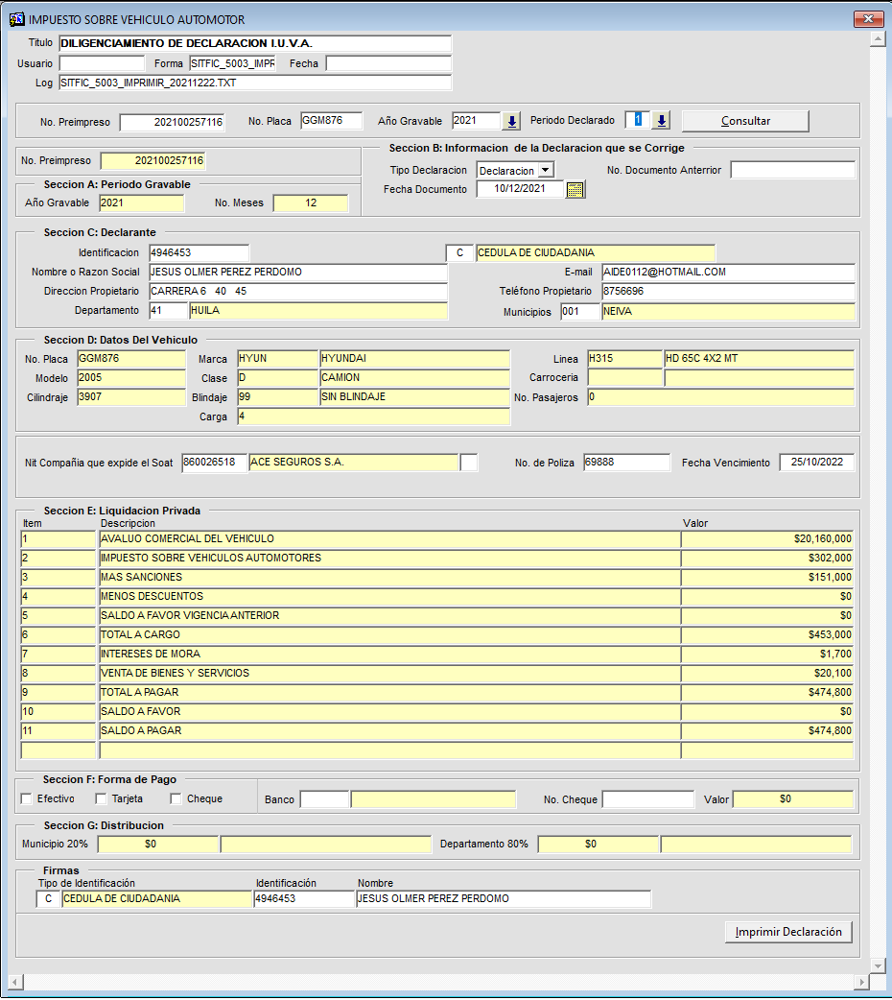 IMPUESTO SOBRE VEHICULO AUTOMOTOR
Titulo DILIGENCIAMIENTO DE DECLARACION I.U.V.A.
Usuario Forma SITFIC_5003_IMPR Fecha
Log SITFIC_5003_IMPRIMIR_20211222.TXT
No. Preimpreso 202100257116 No. Placa GGM876 Año Gravable 2021 Periodo Declarado 1 Consultar
No. Preimpreso 202100257116
Seccion A: Periodo Gravable
Año Gravable 2021 No. Meses 12
Seccion B: Informacion de la Declaracion que se Corrige
Tipo Declaracion Declaracion No. Documento Anterrior
Fecha Documento 10/12/2021
Seccion C: Declarante
Identificacion 4946453 C CEDULA DE CIUDADANIA
Nombre o Razon Social JESUS OLMER PEREZ PERDOMO E-mail AIDE0112@HOTMAIL.COM
Direccion Propietario CARRERA 6 40 45 Teléfono Propietario 8756696
Departamento 41 HUILA Municipios 001 NEIVA
Seccion D: Datos Del Vehiculo
No. Placa GGM876 Marca HYUN HYUNDAI Linea H315 HD 65C 4X2 MT
Modelo 2005 Clase D CAMION Carroceria
Cilindraje 3907 Blindaje 99 SIN BLINDAJE No. Pasajeros 0
Carga 4
Nit Compañia que expide el Soat 860026518 ACE SEGUROS S.A. No. de Poliza 69888 Fecha Vencimiento 25/10/2022
Seccion E: Liquidacion Privada
Item Descripcion Valor
1 AVALUO COMERCIAL DEL VEHICULO $20,160,000
2 IMPUESTO SOBRE VEHICULOS AUTOMOTORES $302,000
3 MAS SANCIONES $151,000
4 MENOS DESCUENTOS $0
5 SALDO A FAVOR VIGENCIA ANTERIOR $0
6 TOTAL A CARGO $453,000
7 INTERESES DE MORA $1,700
8 VENTA DE BIENES Y SERVICIOS $20,100
9 TOTAL A PAGAR $474,800
10 SALDO A FAVOR $0
11 SALDO A PAGAR $474,800
Seccion F: Forma de Pago
Efectivo Tarjeta Cheque Banco No. Cheque Valor $0
Seccion G: Distribucion
Municipio 20% $0 Departamento 80% $0
Firmas
Tipo de Identificación Identificación Nombre
C CEDULA DE CIUDADANIA 4946453 JESUS OLMER PEREZ PERDOMO
Imprimir Declaración